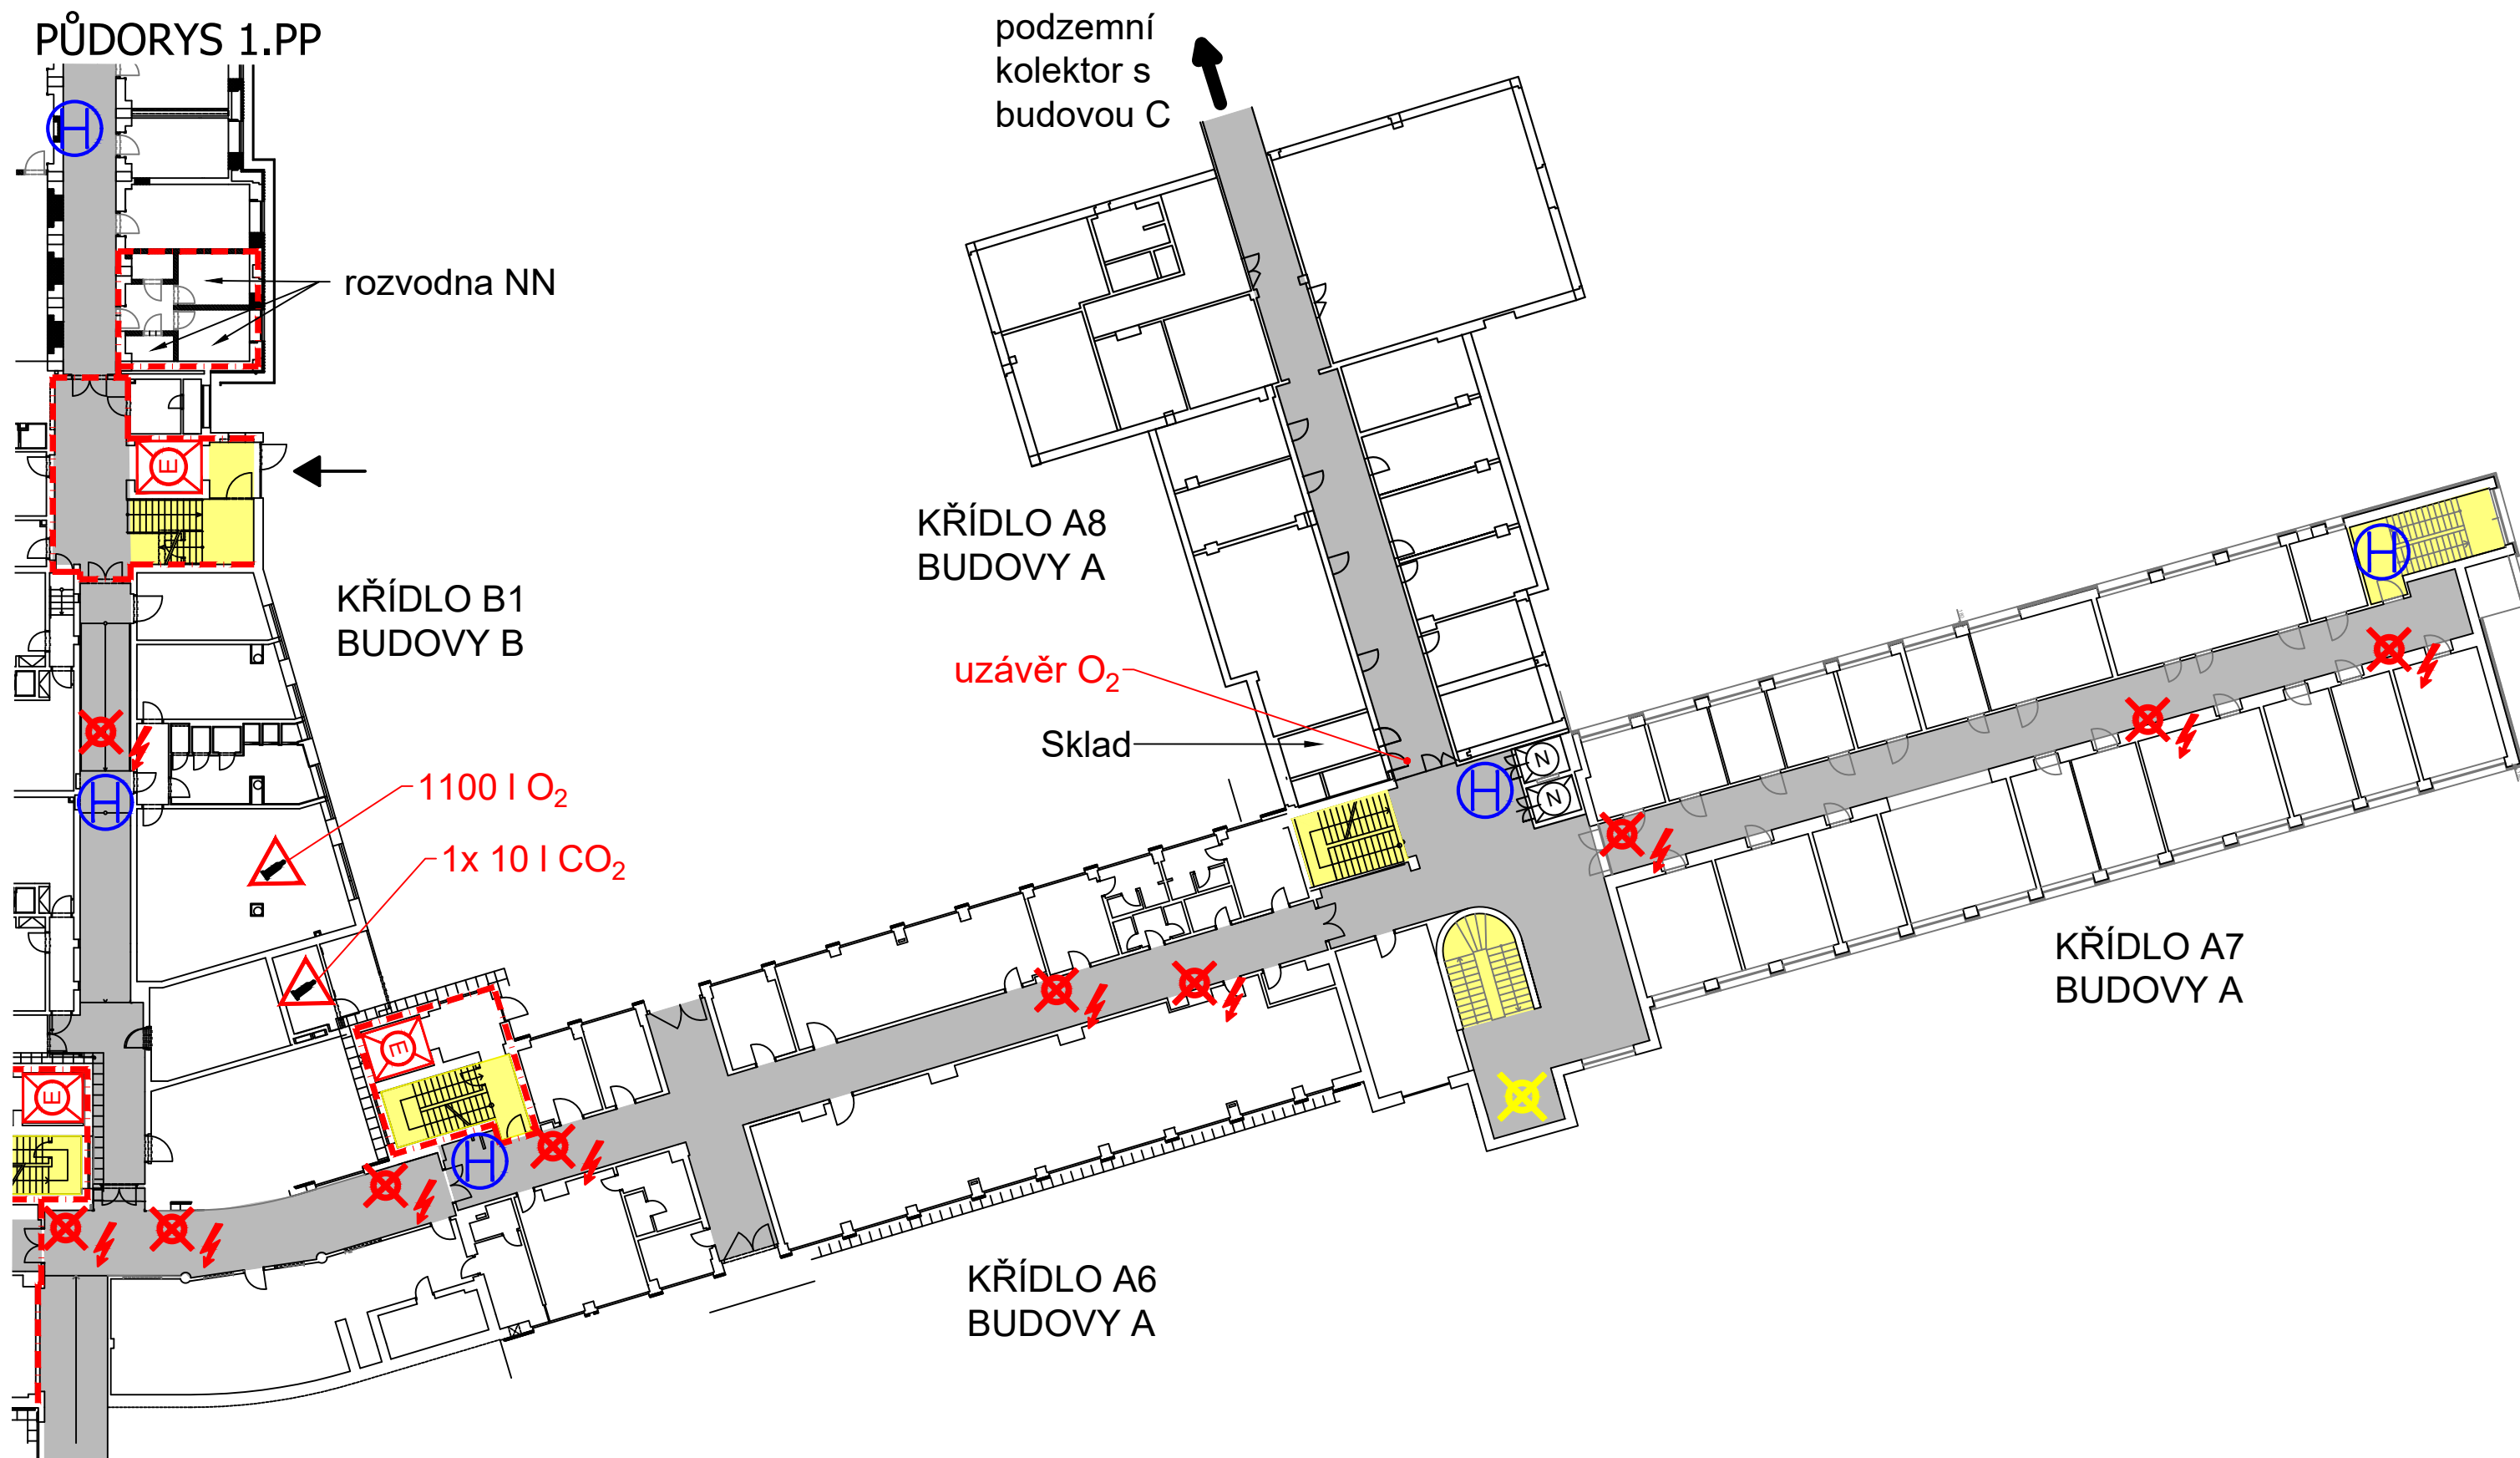 PŮDORYS 1.PP
podzemní
kolektor s
budovou C
H
rozvodna NN
E
KŘÍDLO A8
BUDOVY A
H
KŘÍDLO B1
BUDOVY B
uzávěr O₂
Sklad
N
H
N
H
1100 l O₂
1x 10 l CO₂
KŘÍDLO A7
BUDOVY A
E
E
H
KŘÍDLO A6
BUDOVY A